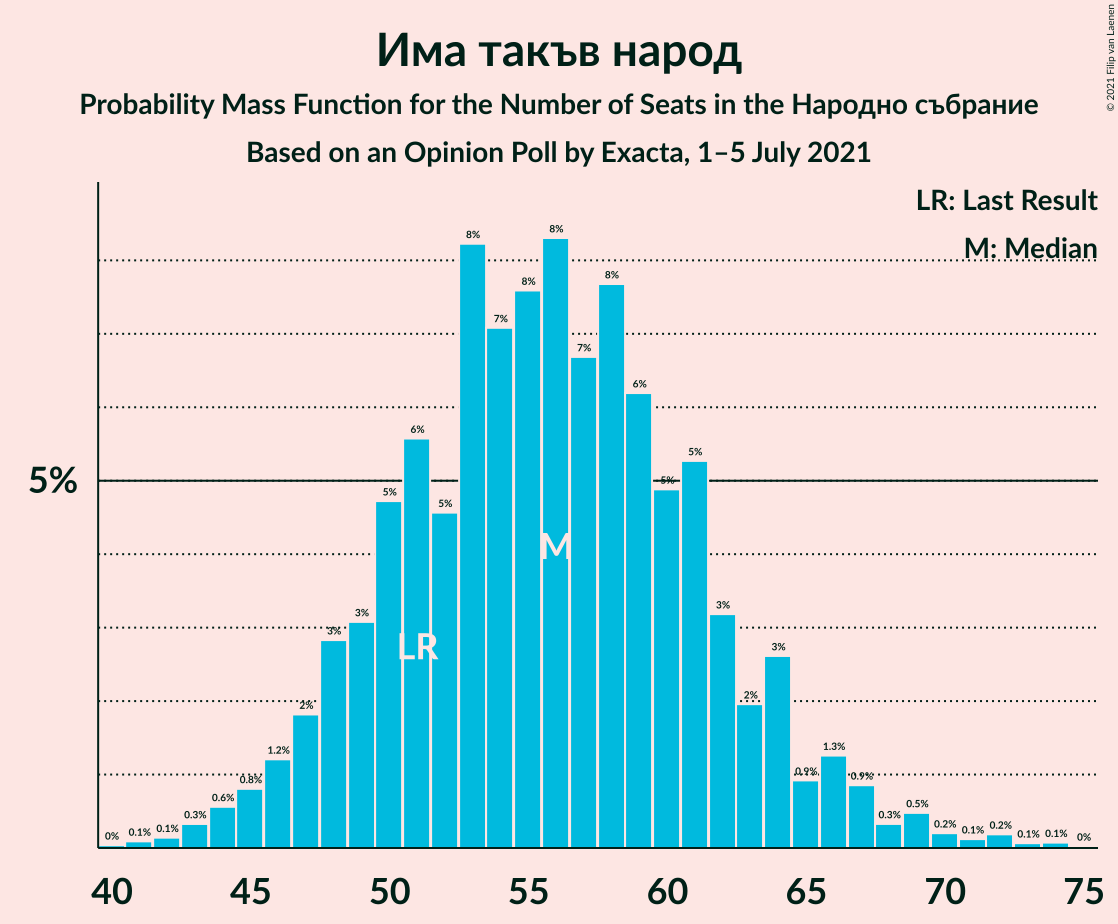 Има такъв народ
Probability Mass Function for the Number of Seats in the Народно събрание
Based on an Opinion Poll by Exacta, 1–5 July 2021
© 2021 Filip van Laenen
LR: Last Result
M: Median
5%
0% 0.1% 0.1% 0.3% 0.6% 0.8% 1.2% 2% 3% 3% 5% 6% 5% 8% 7% 8% 8% 7% 8% 6% 5% 5% 3% 2% 3% 0.9% 1.3% 0.9% 0.3% 0.5% 0.2% 0.1% 0.2% 0.1% 0.1% 0%
M
LR
40 45 50 55 60 65 70 75